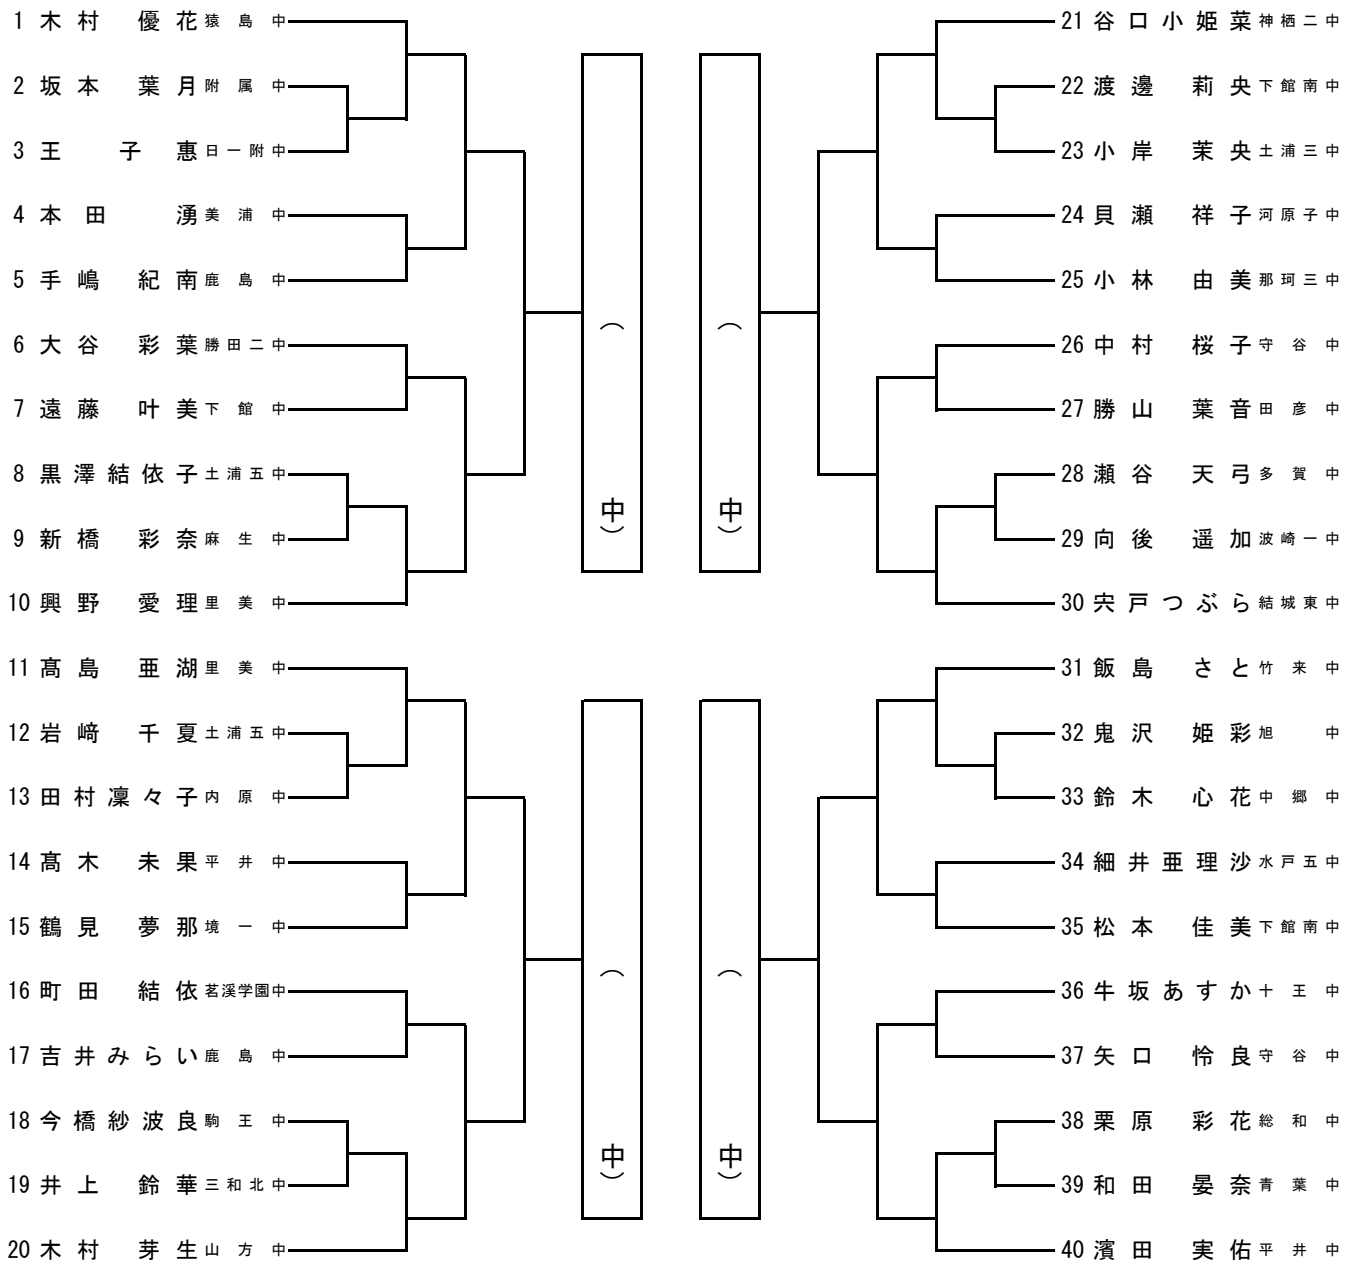 1 木村 優花 猿島中
2 坂本 葉月 附属中
3 王 子惠 日一附中
4 本田 湧 美浦中
5 手嶋 紀南 鹿島中
6 大谷 彩葉 勝田二中
7 遠藤 叶美 下館中
8 黒澤結依子 土浦五中
9 新橋 彩奈 麻生中
10 興野 愛理 里美中
11 髙島 亜湖 里美中
12 岩﨑 千夏 土浦五中
13 田村凜々子 内原中
14 髙木 未果 平井中
15 鶴見 夢那 境一中
16 町田 結依 茗溪学園中
17 吉井みらい 鹿島中
18 今橋紗波良 駒王中
19 井上 鈴華 三和北中
20 木村 芽生 山方中
( 中)
( 中)
( 中)
( 中)
21 谷口小姫菜 神栖二中
22 渡邊 莉央 下館南中
23 小岸 茉央 土浦三中
24 貝瀬 祥子 河原子中
25 小林 由美 那珂三中
26 中村 桜子 守谷中
27 勝山 葉音 田彦中
28 瀬谷 天弓 多賀中
29 向後 遥加 波崎一中
30 宍戸つぶら 結城東中
31 飯島 さと 竹来中
32 鬼沢 姫彩 旭中
33 鈴木 心花 中郷中
34 細井亜理沙 水戸五中
35 松本 佳美 下館南中
36 牛坂あすか 十王中
37 矢口 怜良 守谷中
38 栗原 彩花 総和中
39 和田 晏奈 青葉中
40 濱田 実佑 平井中